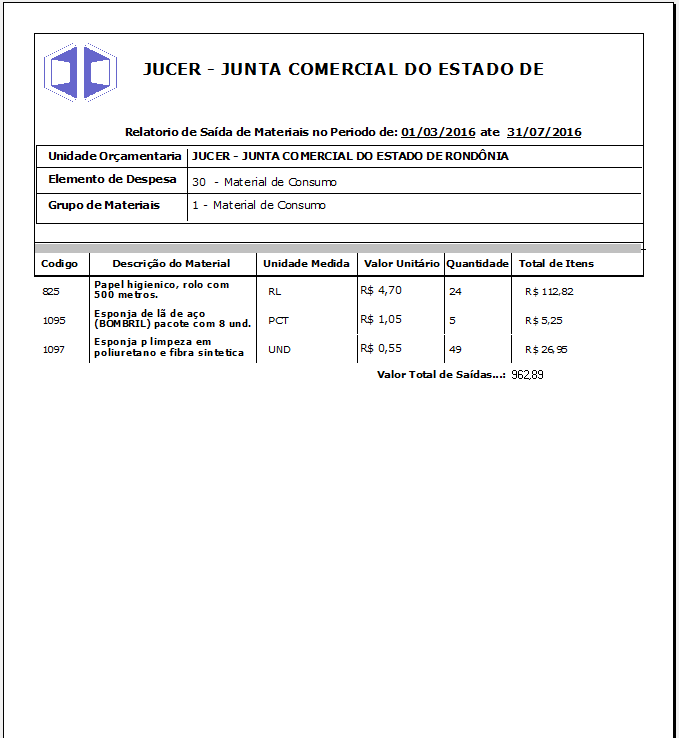 JUCER - JUNTA COMERCIAL DO ESTADO DE
Relatorio de Saída de Materiais no Periodo de: 01/03/2016 ate 31/07/2016
Unidade Orçamentaria JUCER - JUNTA COMERCIAL DO ESTADO DE RONDÔNIA
Elemento de Despesa 30 - Material de Consumo
Grupo de Materiais 1 - Material de Consumo
Codigo Descrição do Material Unidade Medida Valor Unitário Quantidade Total de Itens
825 Papel higienico, rolo com 500 metros. RL R$ 4,70 24 R$ 112,82
1095 Esponja de lã de aço (BOMBRIL) pacote com 8 und. PCT R$ 1,05 5 R$ 5,25
1097 Esponja p limpeza em poliuretano e fibra sintetica UND R$ 0,55 49 R$ 26,95
Valor Total de Saídas...: 962,89